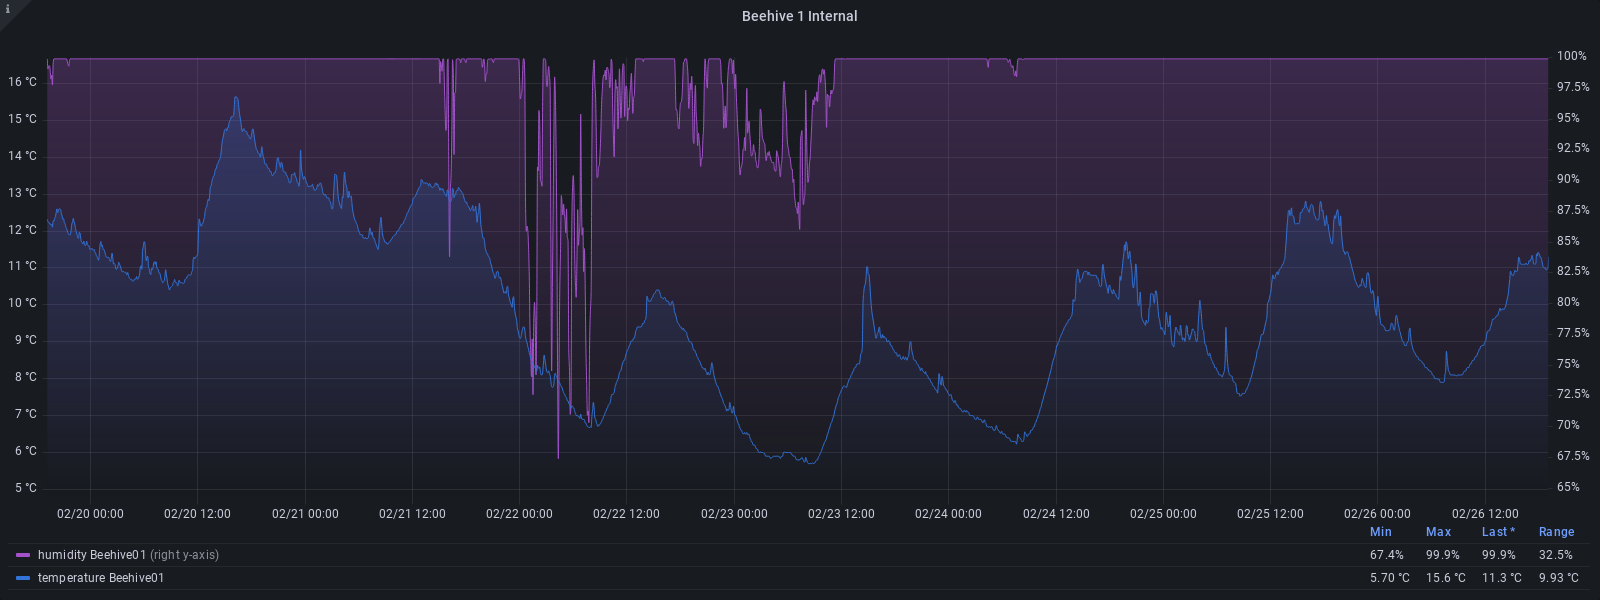 i
Beehive 1 Internal
16 °C
15 °C
14 °C
13 °C
12 °C
11 °C
10 °C
9 °C
8 °C
7 °C
6 °C
5 °C
100%
97.5%
95%
92.5%
90%
87.5%
85%
82.5%
80%
77.5%
75%
72.5%
70%
67.5%
65%
02/20 00:00 02/20 12:00 02/21 00:00 02/21 12:00 02/22 00:00 02/22 12:00 02/23 00:00 02/23 12:00 02/24 00:00 02/24 12:00 02/25 00:00 02/25 12:00 02/26 00:00 02/26 12:00
Min Max Last * Range
humidity Beehive01 (right y-axis) 67.4% 99.9% 99.9% 32.5%
temperature Beehive01 5.70 °C 15.6 °C 11.3 °C 9.93 °C